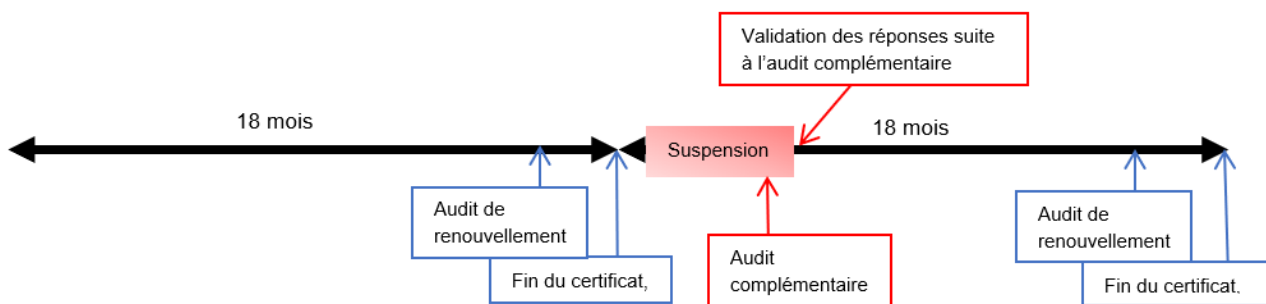 Validation des réponses suite
à l'audit complémentaire
18 mois
18 mois
Suspension
Audit de
renouvellement
Fin du certificat,
Audit
complémentaire
Audit de
renouvellement
Fin du certificat.